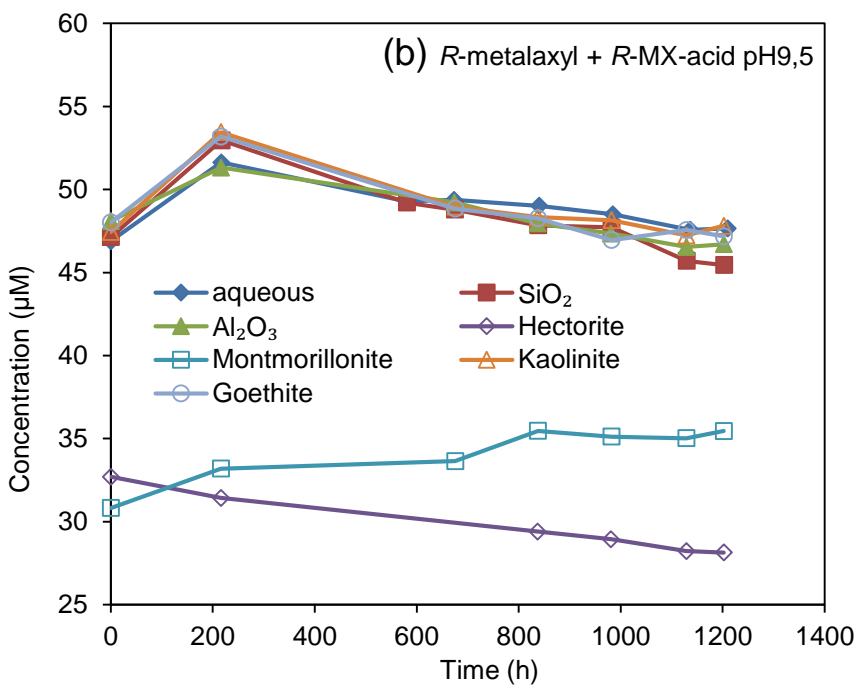 (b) R-metalaxyl + R-MX-acid pH9,5
60
55
50
45
40
35
30
25
Concentration (µM)
aqueous SiO₂
Al₂O₃ Hectorite
Montmorillonite Kaolinite
Goethite
0 200 400 600 800 1000 1200 1400
Time (h)